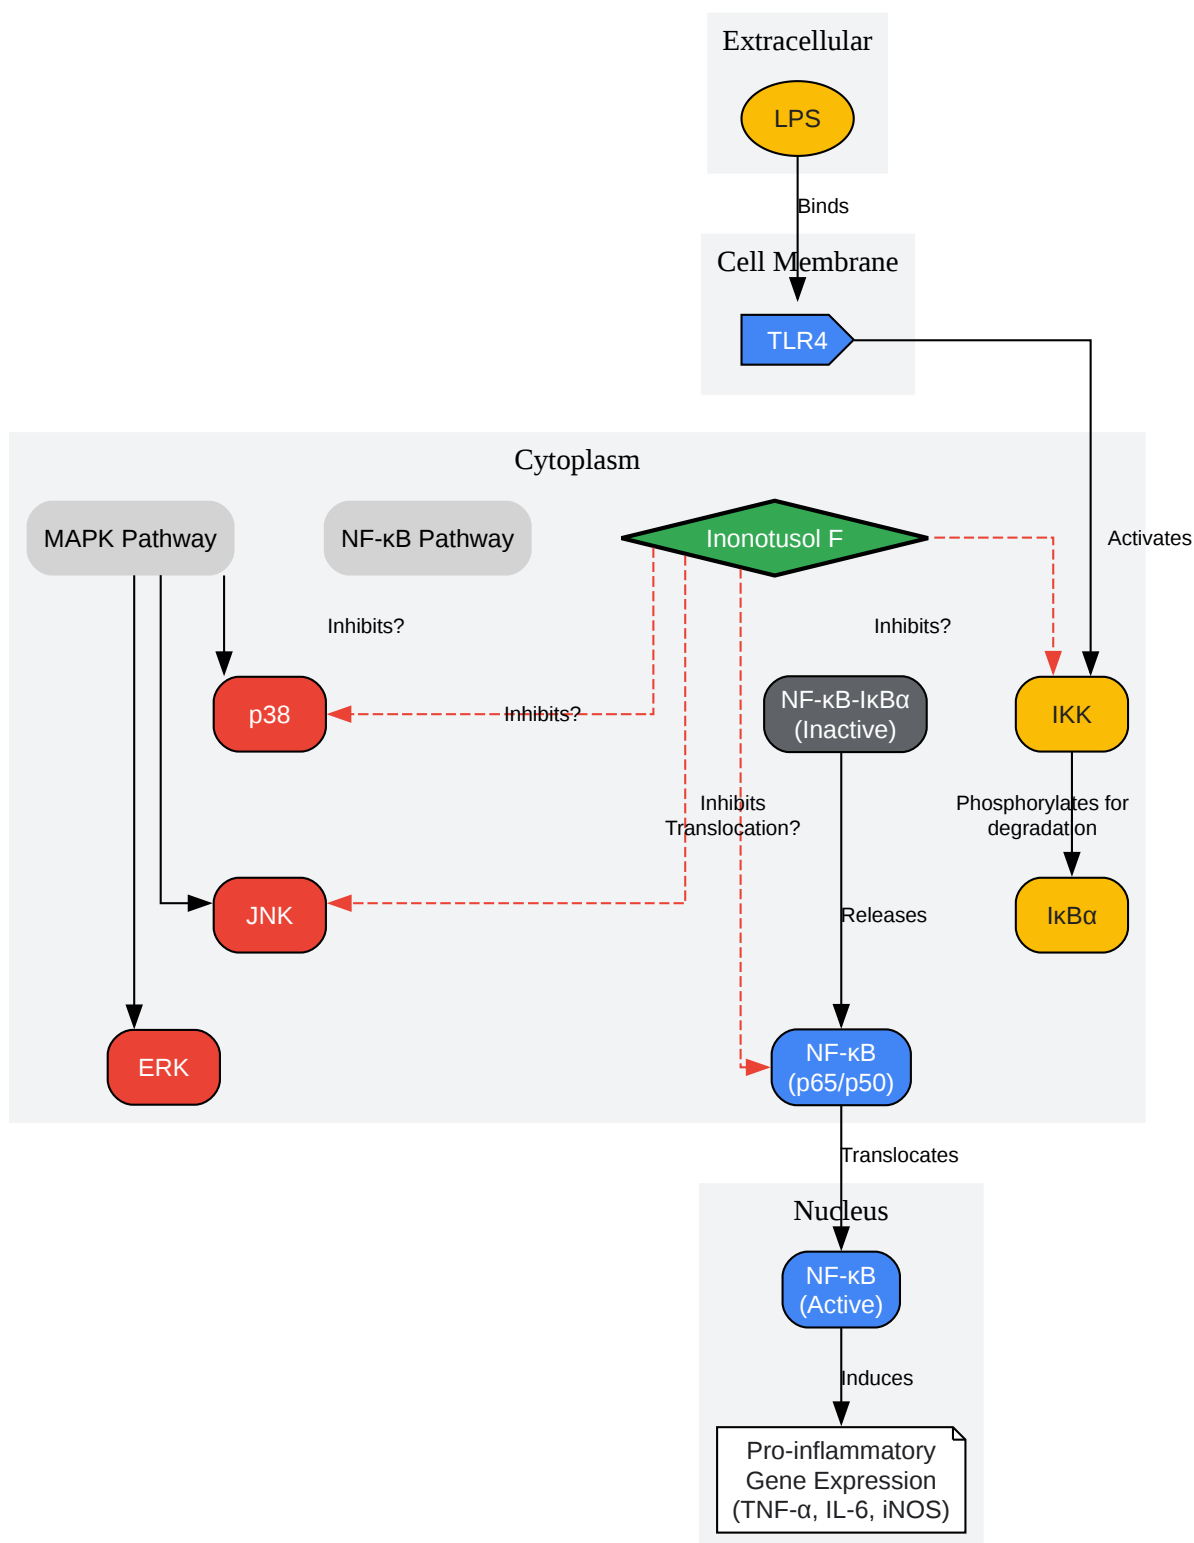 Extracellular
LPS
Binds
Cell Membrane
TLR4
Cytoplasm
MAPK Pathway
NF-κB Pathway
Inonotusol F
Activates
Inhibits?
Inhibits?
p38
Inhibits?
NF-κB-IκBα
(Inactive)
IKK
Inhibits
Translocation?
Phosphorylates for
degradation
JNK
Releases
IκBα
ERK
NF-κB
(p65/p50)
Translocates
Nucleus
NF-κB
(Active)
Induces
Pro-inflammatory
Gene Expression
(TNF-α, IL-6, iNOS)